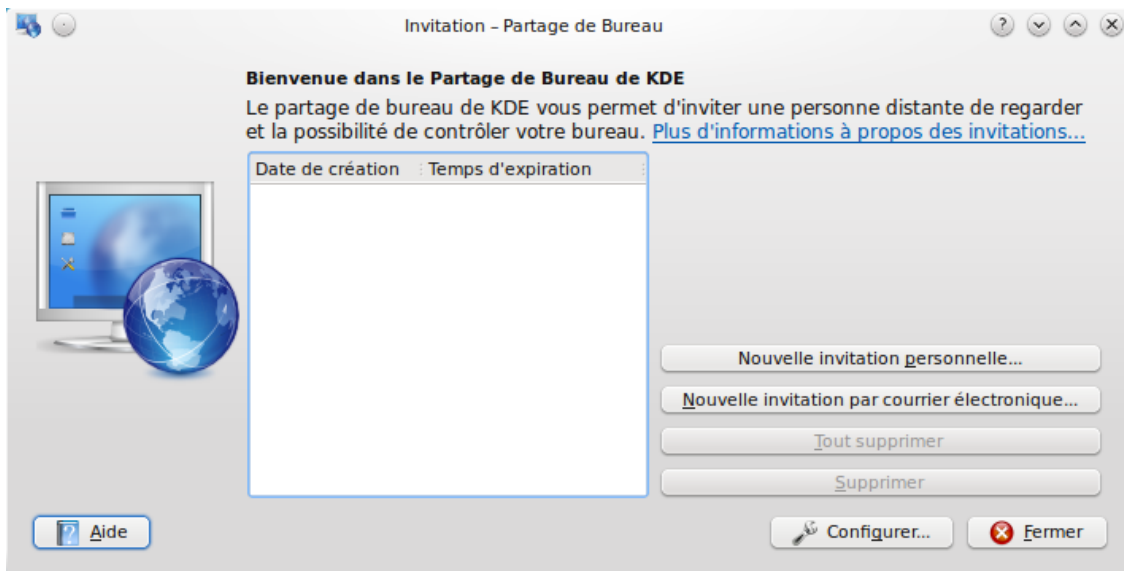 Invitation – Partage de Bureau
Bienvenue dans le Partage de Bureau de KDE
Le partage de bureau de KDE vous permet d'inviter une personne distante de regarder
et la possibilité de contrôler votre bureau. Plus d'informations à propos des invitations...
Date de création Temps d'expiration
Nouvelle invitation personnelle...
Nouvelle invitation par courrier électronique...
Tout supprimer
Supprimer
Aide Configurer... Fermer